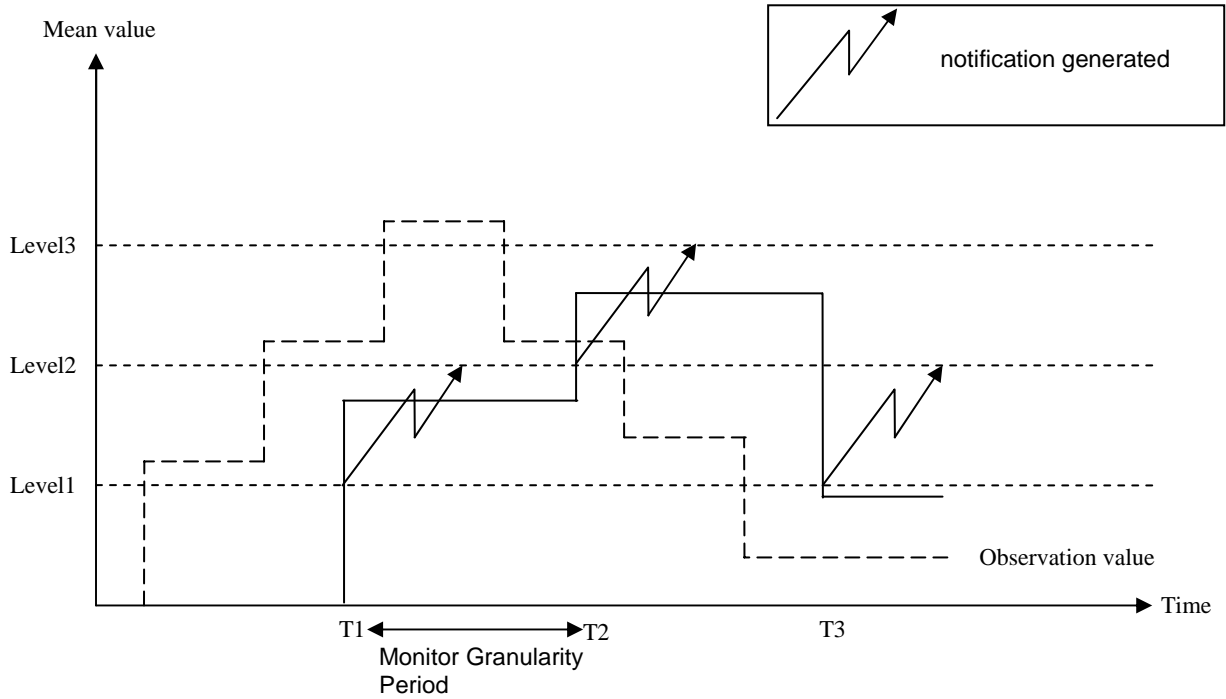 Mean value
notification generated
Level3
Level2
Level1
Observation value
Time
T1
T2
T3
Monitor Granularity
Period